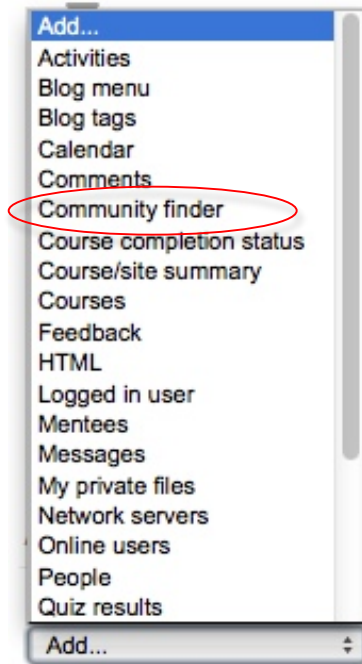 Add...
Activities
Blog menu
Blog tags
Calendar
Comments
Community finder
Course completion status
Course/site summary
Courses
Feedback
HTML
Logged in user
Mentees
Messages
My private files
Network servers
Online users
People
Quiz results
Add...